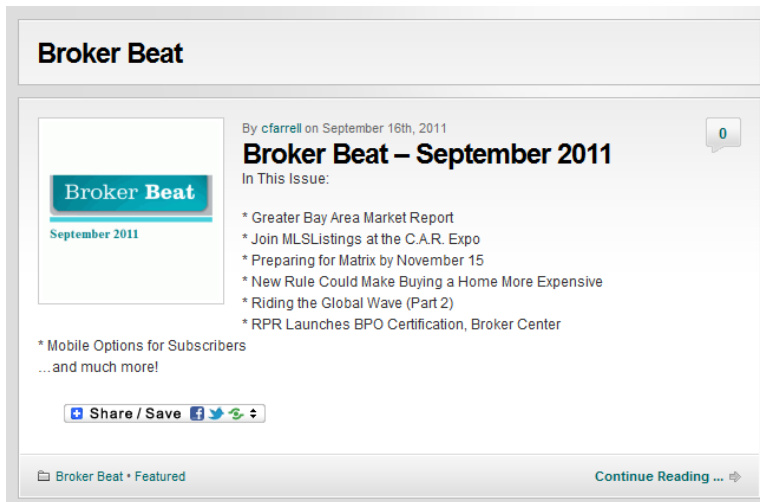 Broker Beat
By cfarrell on September 16th, 2011
0
Broker Beat – September 2011
In This Issue:
Broker Beat
September 2011
* Greater Bay Area Market Report
* Join MLSListings at the C.A.R. Expo
* Preparing for Matrix by November 15
* New Rule Could Make Buying a Home More Expensive
* Riding the Global Wave (Part 2)
* RPR Launches BPO Certification, Broker Center
* Mobile Options for Subscribers
…and much more!
Share / Save
Broker Beat • Featured
Continue Reading ...